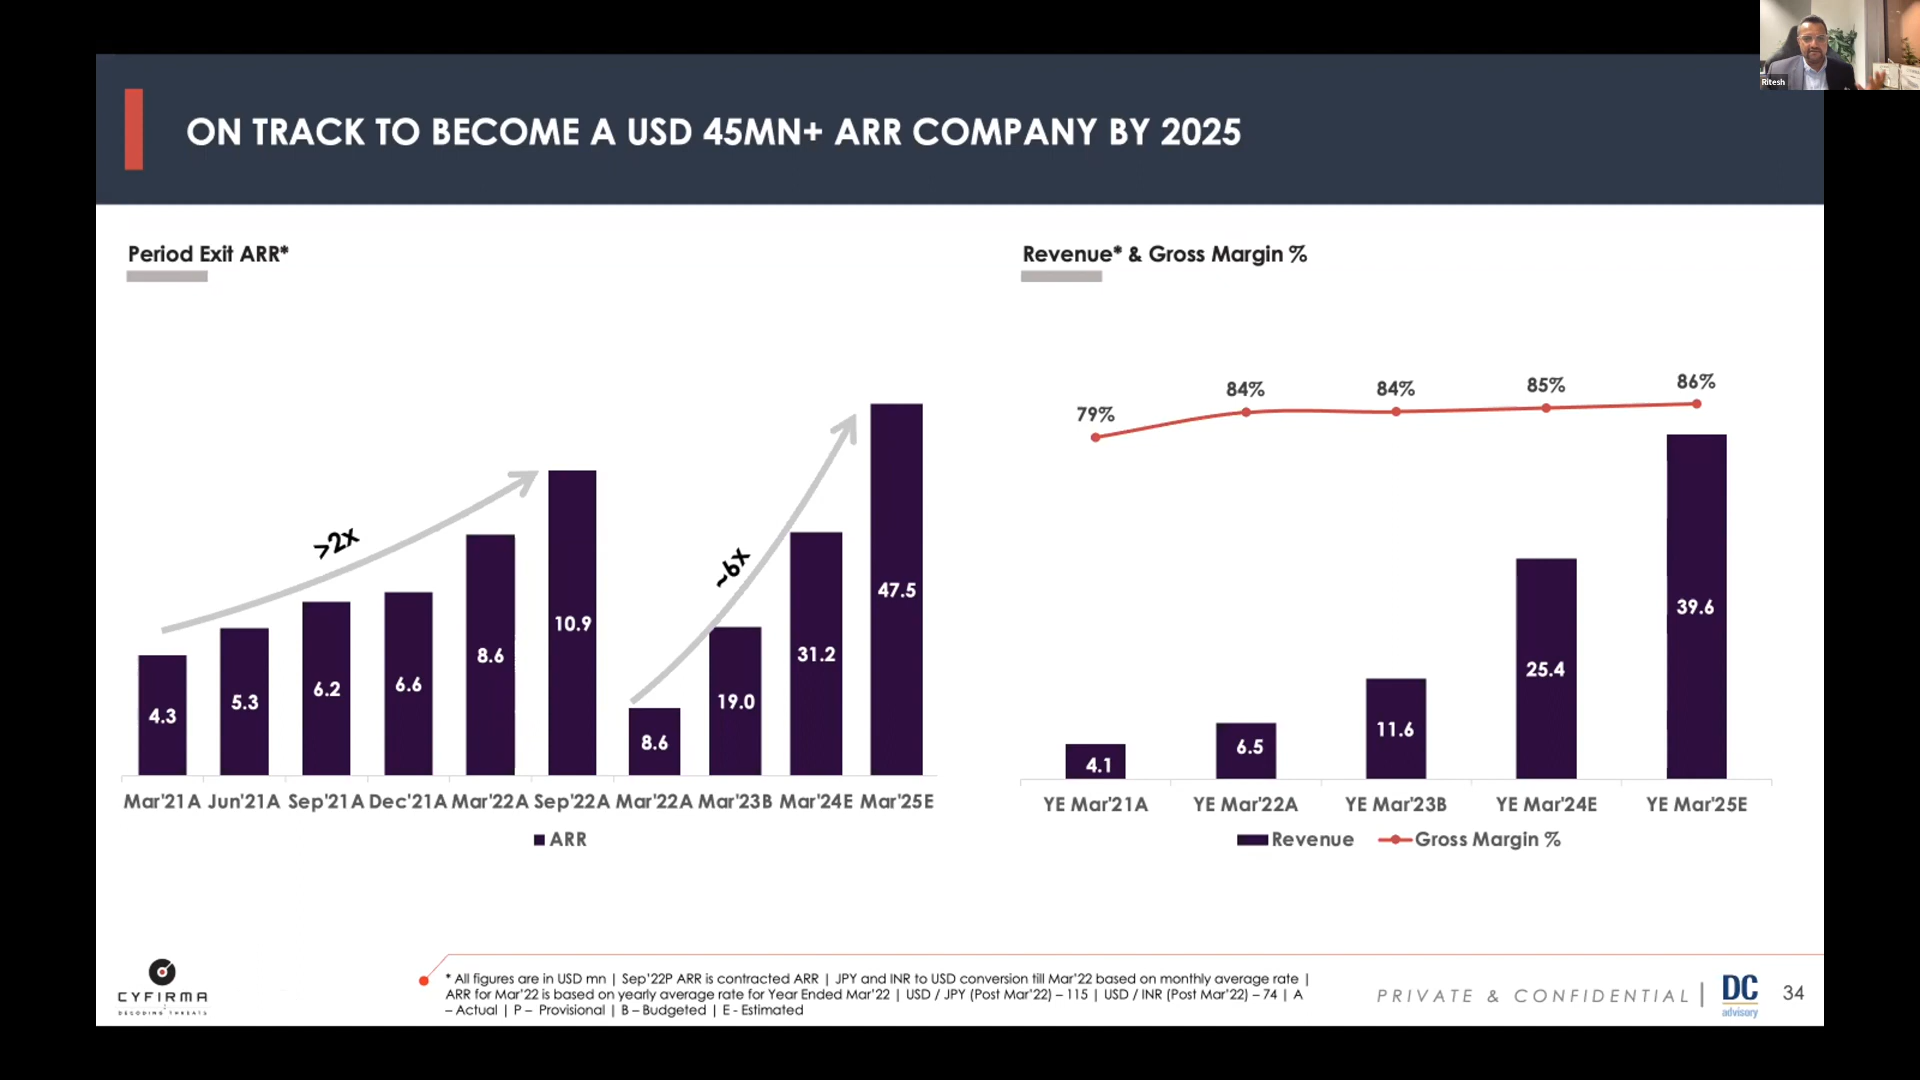 Ritesh
ON TRACK TO BECOME A USD 45MN+ ARR COMPANY BY 2025
Period Exit ARR*
>2x
~6x
4.3 5.3 6.2 6.6 8.6 10.9 8.6 19.0 31.2 47.5
Mar'21A Jun'21A Sep'21A Dec'21A Mar'22A Sep'22A Mar'22A Mar'23B Mar'24E Mar'25E
ARR
Revenue* & Gross Margin %
79% 84% 84% 85% 86%
4.1 6.5 11.6 25.4 39.6
YE Mar'21A YE Mar'22A YE Mar'23B YE Mar'24E YE Mar'25E
Revenue Gross Margin %
CYFIRMA
DECODING THREATS
* All figures are in USD mn | Sep'22P ARR is contracted ARR | JPY and INR to USD conversion till Mar'22 based on monthly average rate |
ARR for Mar'22 is based on yearly average rate for Year Ended Mar'22 | USD / JPY (Post Mar'22) – 115 | USD / INR (Post Mar'22) – 74 | A
– Actual | P – Provisional | B – Budgeted | E - Estimated
PRIVATE & CONFIDENTIAL
DC
advisory
34